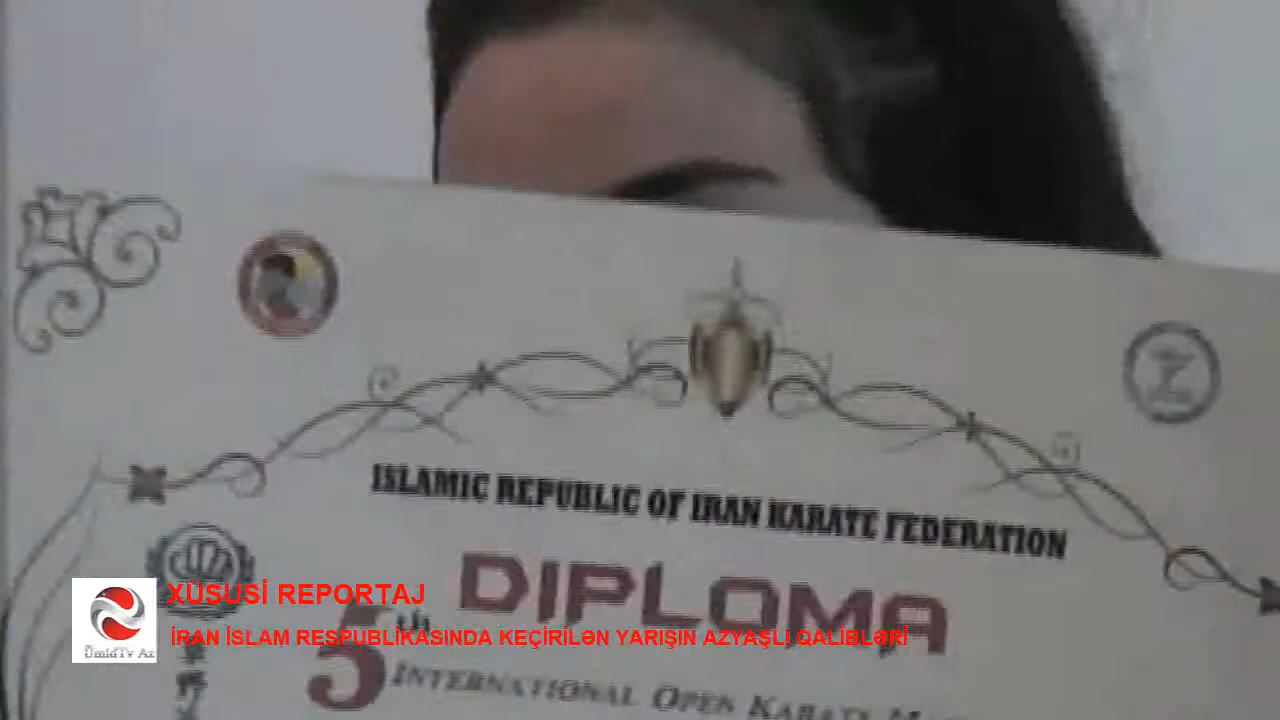 ISLAMIC REPUBLIC OF IRAN KARATE FEDERATION
DIPLOMA
5th
INTERNATIONAL OPEN KARATE
XÜSUSİ REPORTAJ
İRAN İSLAM RESPUBLİKASINDA KEÇİRİLƏN YARIŞIN AZYAŞLI QALİBLƏRİ
ÜmidTv Az